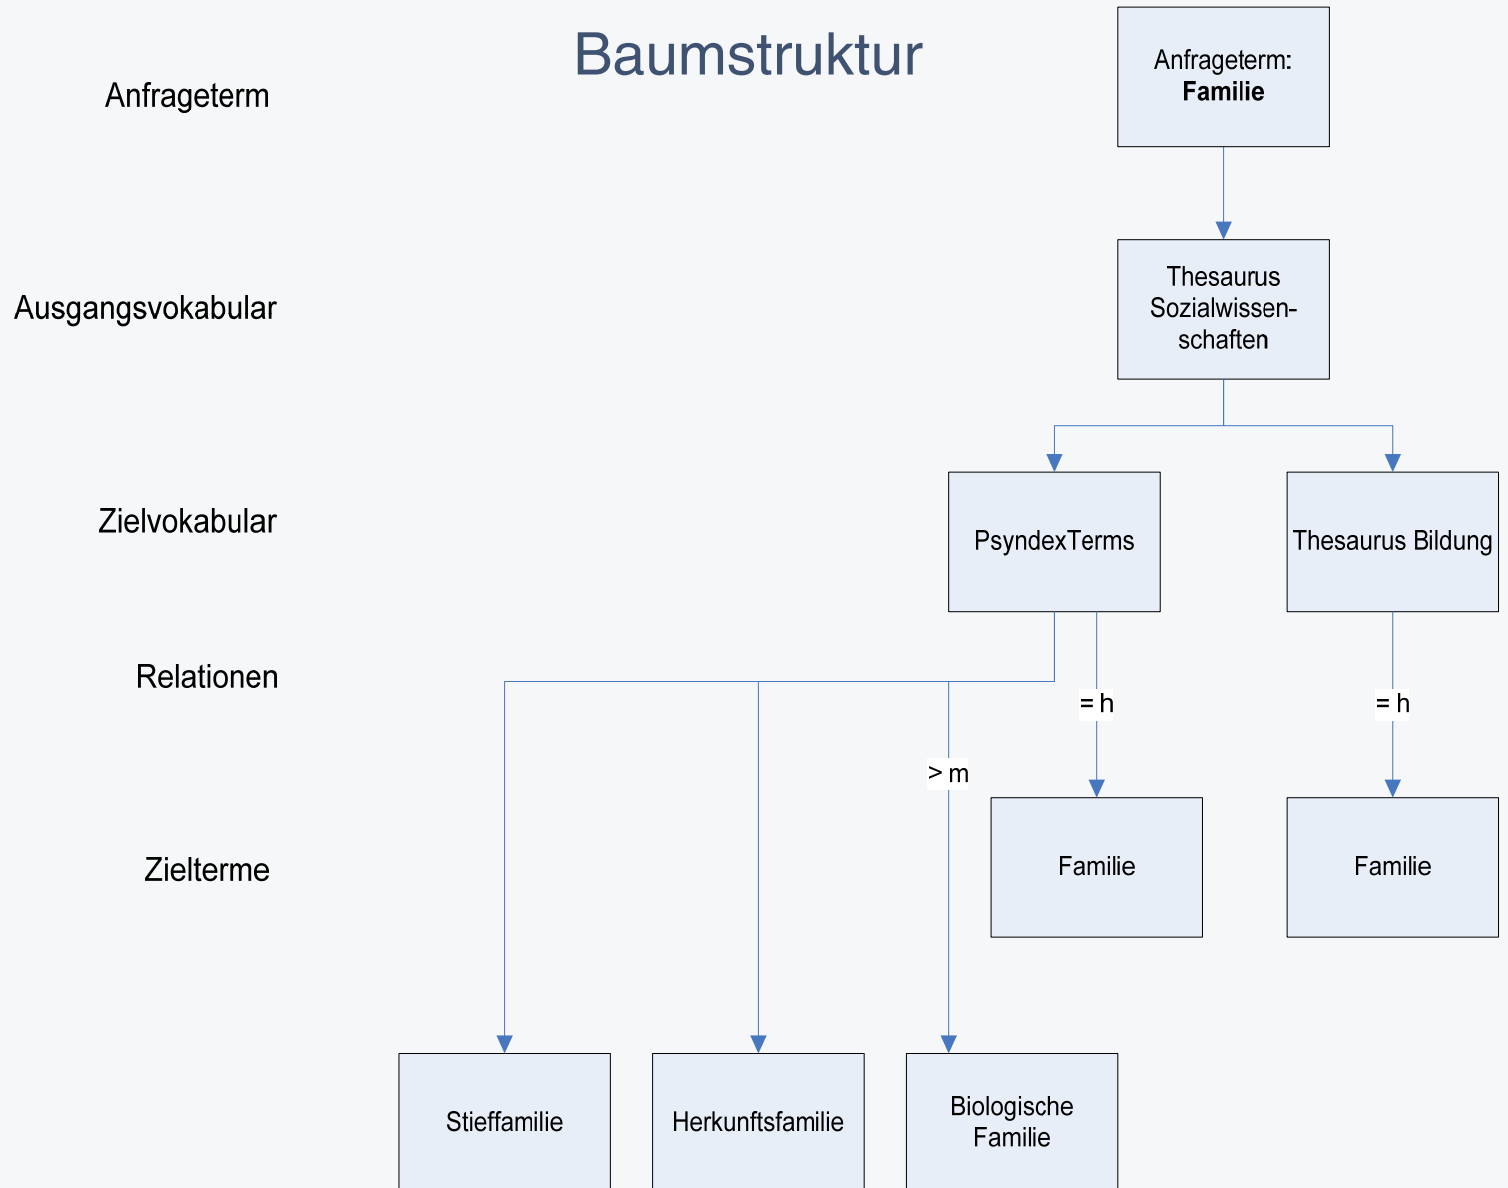 Baumstruktur
Anfrageterm
Anfrageterm:
Familie
Ausgangsvokabular
Thesaurus
Sozialwissen-
schaften
Zielvokabular
PsyndexTerms
Thesaurus Bildung
Relationen
= h
= h
> m
Zielterme
Familie
Familie
Stieffamilie
Herkunftsfamilie
Biologische
Familie